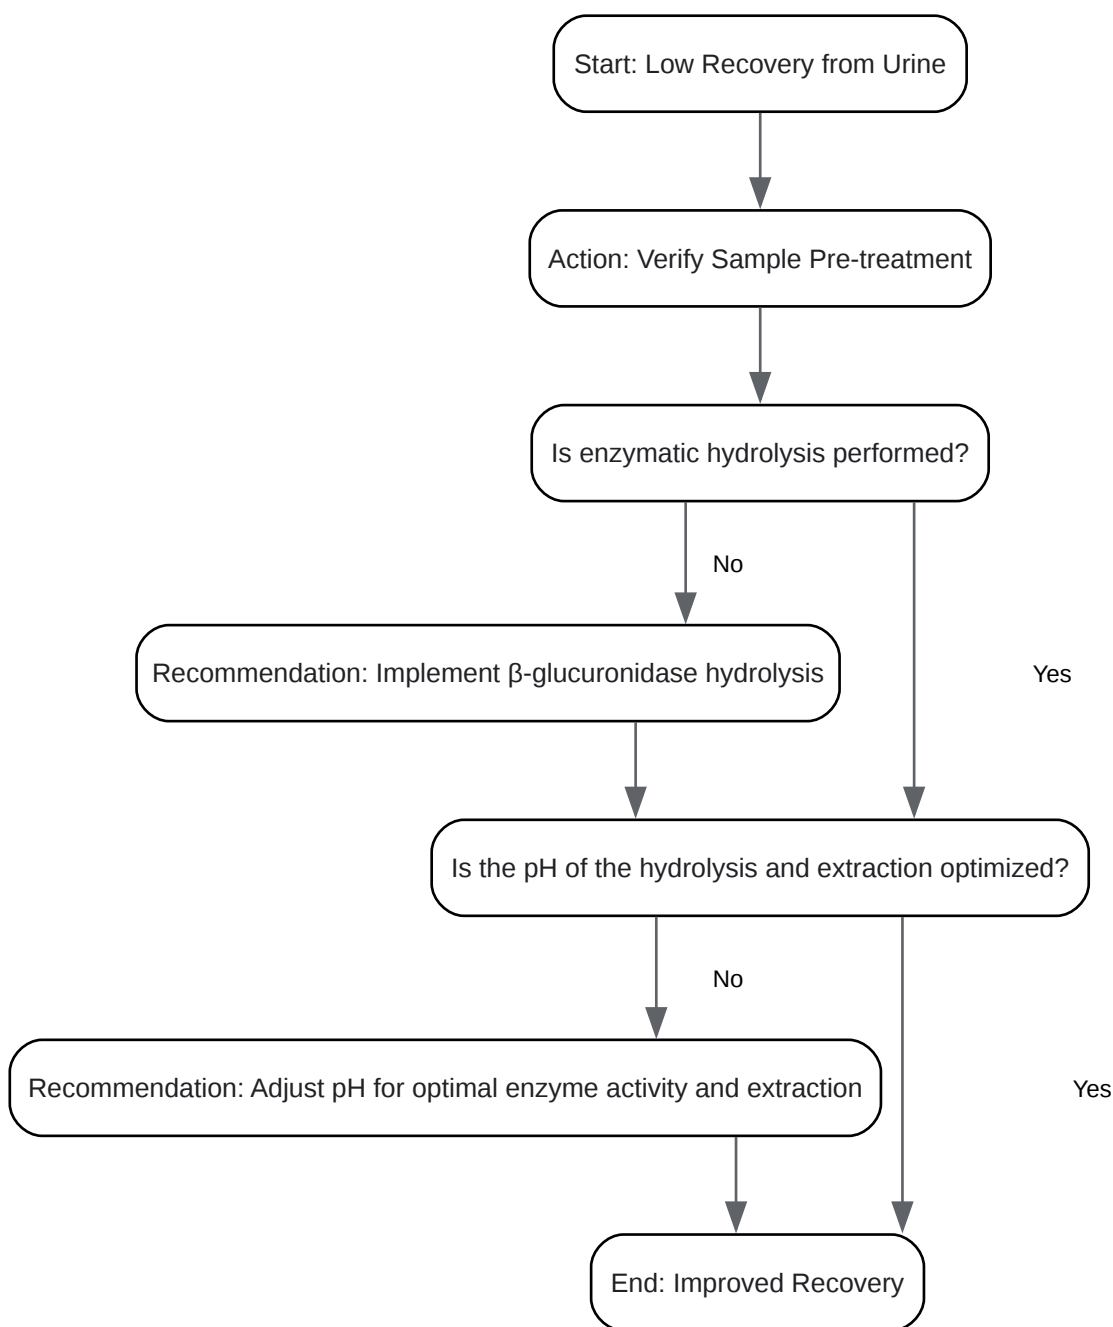 Start: Low Recovery from Urine
Action: Verify Sample Pre-treatment
Is enzymatic hydrolysis performed?
No
Recommendation: Implement β-glucuronidase hydrolysis
Yes
Is the pH of the hydrolysis and extraction optimized?
No
Recommendation: Adjust pH for optimal enzyme activity and extraction
Yes
End: Improved Recovery